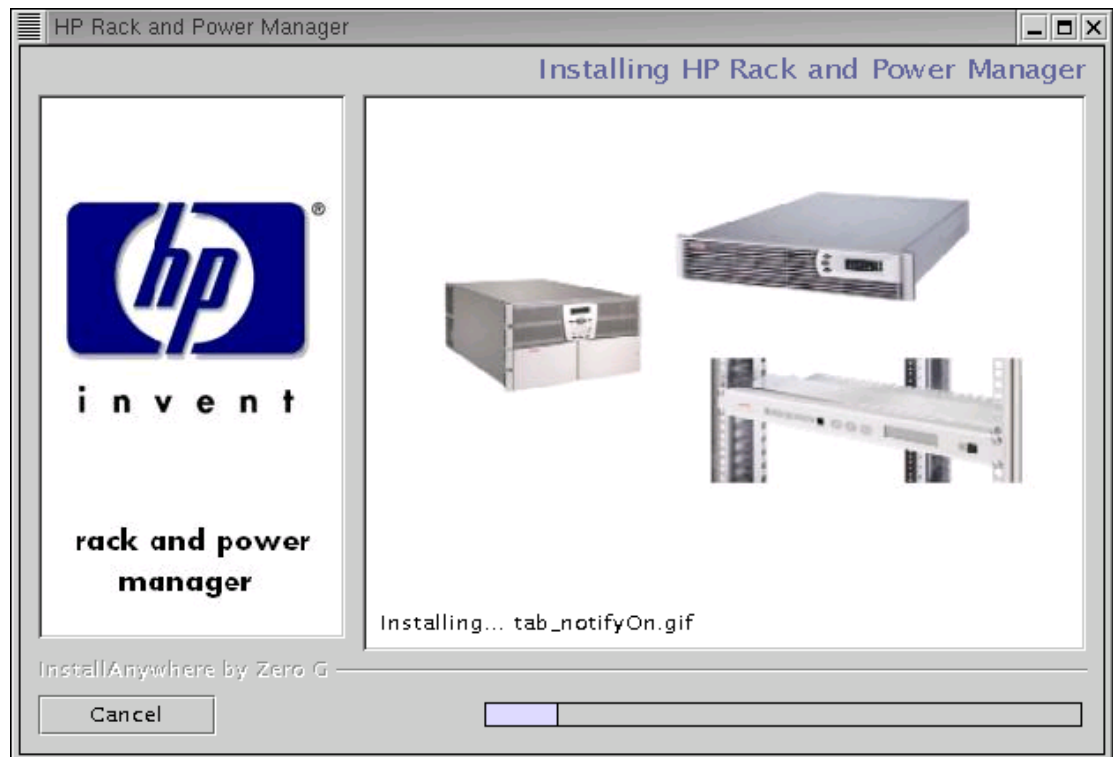 HP Rack and Power Manager
Installing HP Rack and Power Manager
hp®
invent
rack and power
manager
Installing... tab_notifyOn.gif
InstallAnywhere by Zero G
Cancel